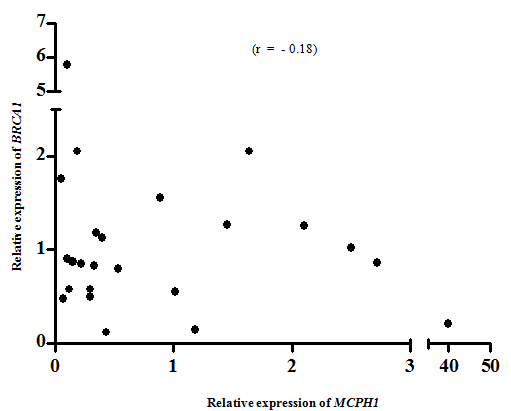 7
(r = - 0.18)
6
5
2
1
0
Relative expression of BRCA1
0 1 2 3 40 50
Relative expression of MCPH1